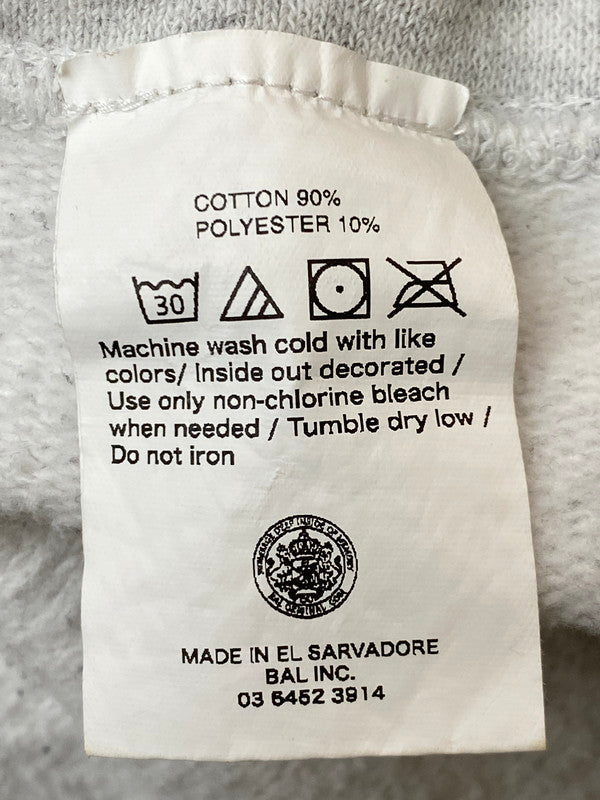 COTTON 90%
POLYESTER 10%
30
Machine wash cold with like
colors/ Inside out decorated /
Use only non-chlorine bleach
when needed / Tumble dry low /
Do not iron
MADE IN EL SARVADORE
BAL INC.
03 6452 3914